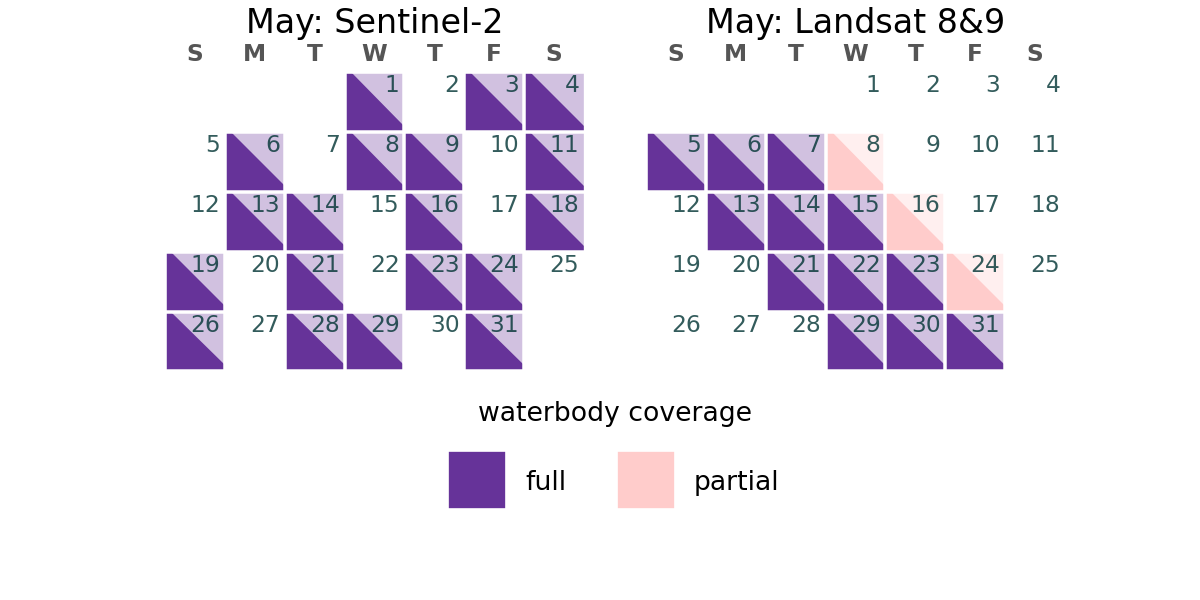 May: Sentinel-2
S M T W T F S
1 2 3 4
5 6 7 8 9 10 11
12 13 14 15 16 17 18
19 20 21 22 23 24 25
26 27 28 29 30 31
May: Landsat 8&9
S M T W T F S
1 2 3 4
5 6 7 8 9 10 11
12 13 14 15 16 17 18
19 20 21 22 23 24 25
26 27 28 29 30 31
waterbody coverage
full partial